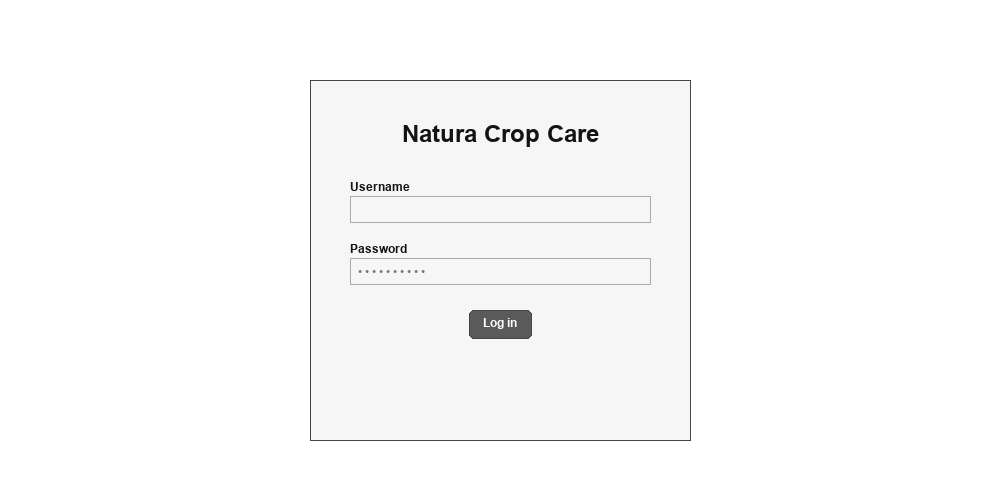 Natura Crop Care
Username
Password
••••••••••
Log in